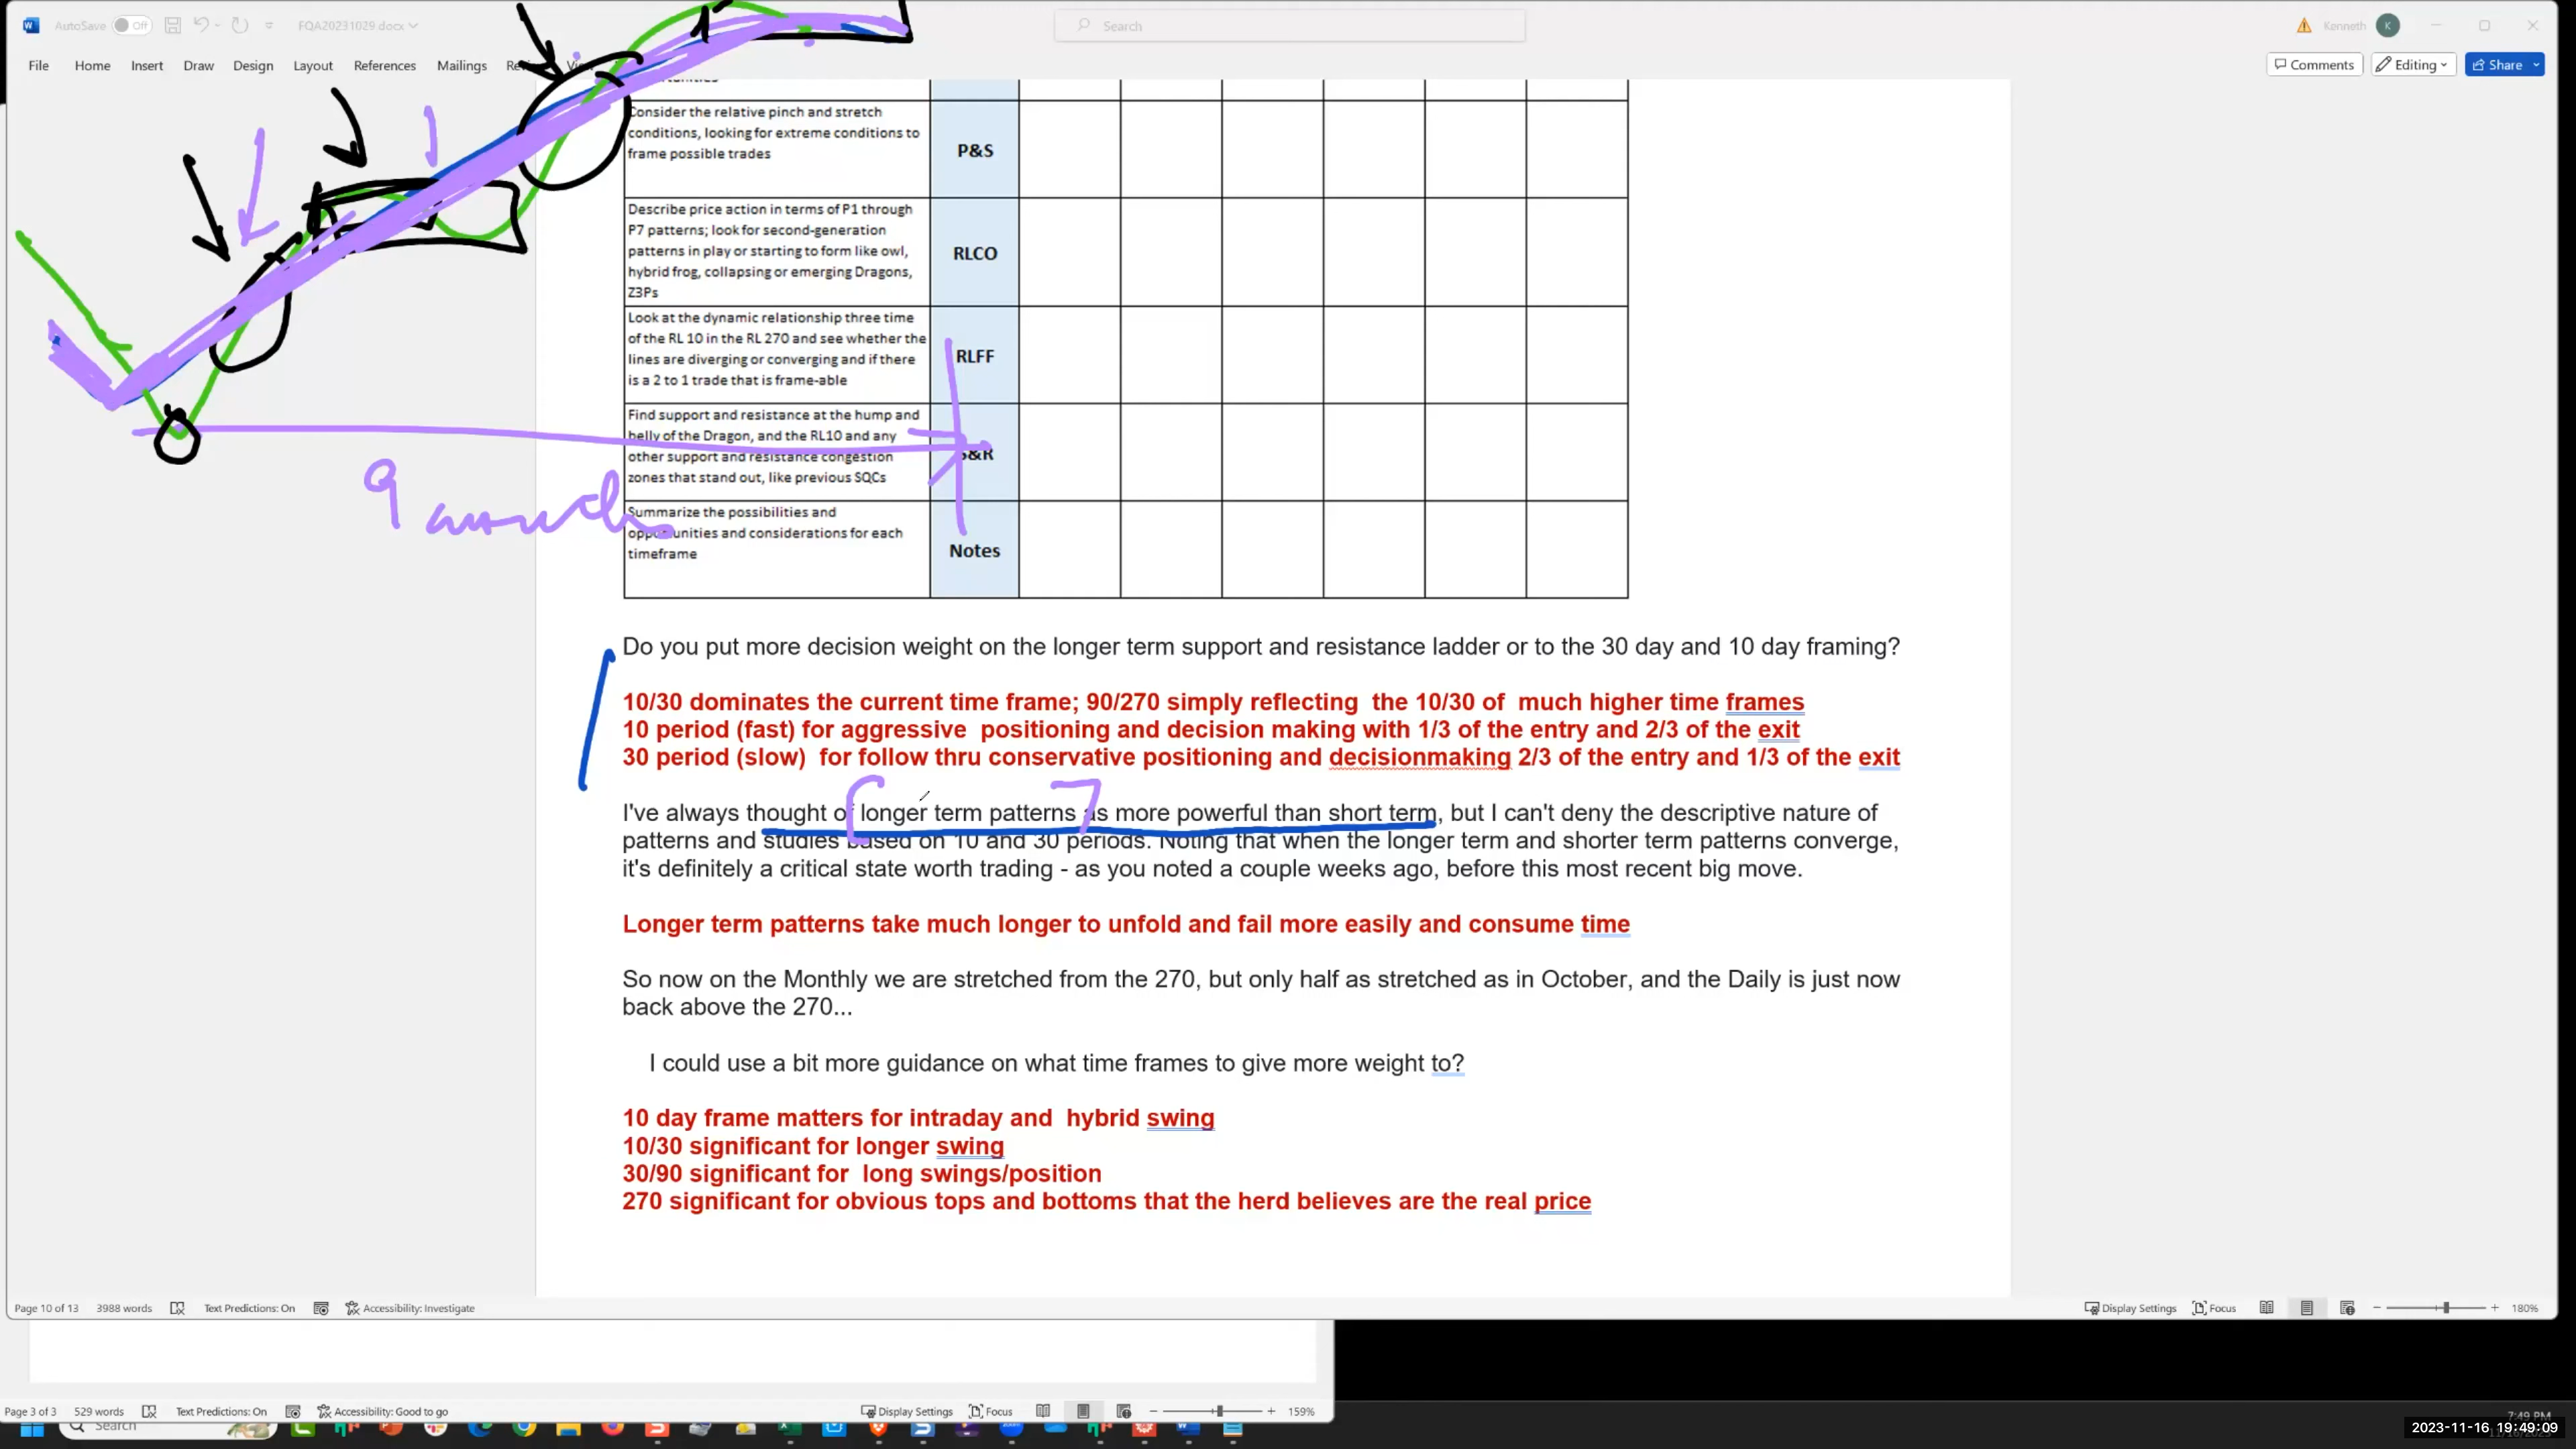 AutoSave Off FQA20231029.docx Search Kenneth K
File Home Insert Draw Design Layout References Mailings Comments Editing Share
Consider the relative pinch and stretch
conditions, looking for extreme conditions to
frame possible trades
P&S
Describe price action in terms of P1 through
P7 patterns; look for second-generation
patterns in play or starting to form like owl,
hybrid frog, collapsing or emerging Dragons,
Z3Ps
RLCO
Look at the dynamic relationship three time
of the RL 10 in the RL 270 and see whether the
lines are diverging or converging and if there
is a 2 to 1 trade that is frame-able
RLFF
Find support and resistance at the hump and
belly of the Dragon, and the RL10 and any
other support and resistance congestion
zones that stand out, like previous SQCs
S&R
Summarize the possibilities and
opportunities and considerations for each
timeframe
Notes
9
Do you put more decision weight on the longer term support and resistance ladder or to the 30 day and 10 day framing?
10/30 dominates the current time frame; 90/270 simply reflecting the 10/30 of much higher time frames
10 period (fast) for aggressive positioning and decision making with 1/3 of the entry and 2/3 of the exit
30 period (slow) for follow thru conservative positioning and decisionmaking 2/3 of the entry and 1/3 of the exit
I've always thought of longer term patterns as more powerful than short term, but I can't deny the descriptive nature of
patterns and studies based on 10 and 30 periods. Noting that when the longer term and shorter term patterns converge,
it's definitely a critical state worth trading - as you noted a couple weeks ago, before this most recent big move.
Longer term patterns take much longer to unfold and fail more easily and consume time
So now on the Monthly we are stretched from the 270, but only half as stretched as in October, and the Daily is just now
back above the 270...
I could use a bit more guidance on what time frames to give more weight to?
10 day frame matters for intraday and hybrid swing
10/30 significant for longer swing
30/90 significant for long swings/position
270 significant for obvious tops and bottoms that the herd believes are the real price
Page 10 of 13 3988 words Text Predictions: On Accessibility: Investigate Display Settings Focus 180%
Page 3 of 3 529 words Text Predictions: On Accessibility: Good to go Display Settings Focus 159%
Search
7:49 PM
2023-11-16 19:49:09